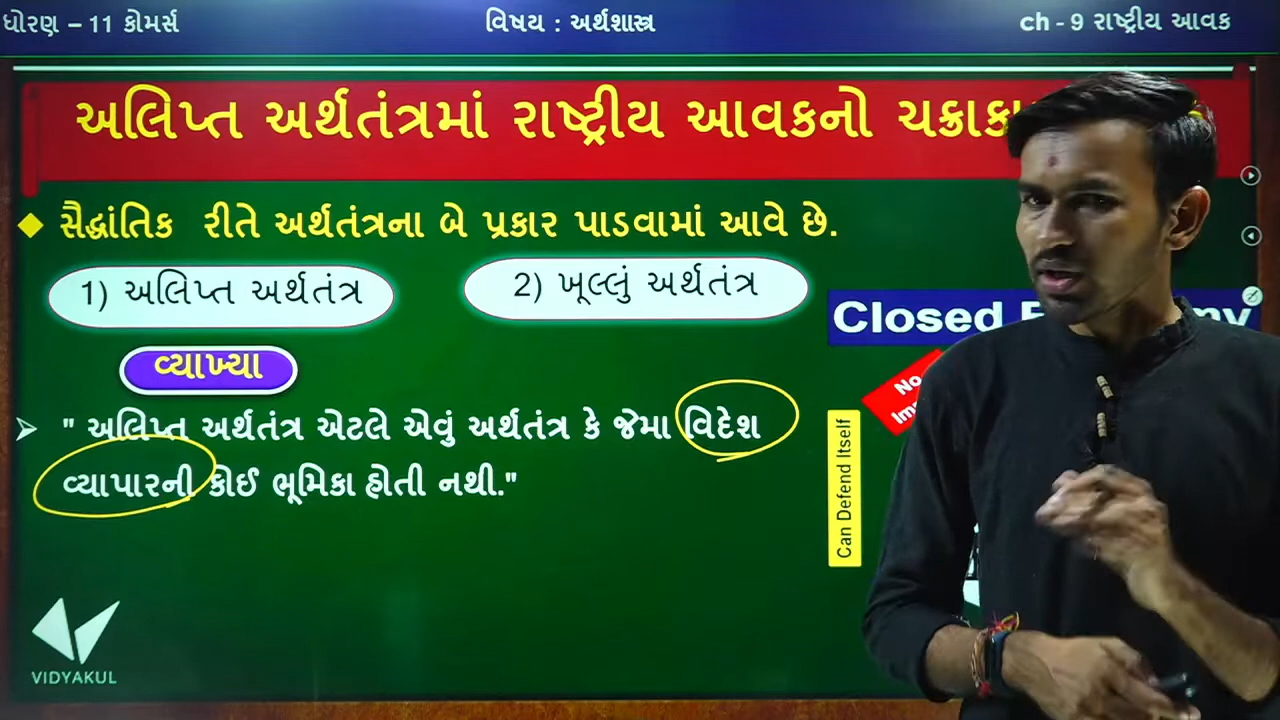 ધોરણ – 11 કોમર્સ
વિષય : અર્થશાસ્ત્ર
ch - 9 રાષ્ટ્રીય આવક
અલિપ્ત અર્થતંત્રમાં રાષ્ટ્રીય આવકનો
સૈદ્ધાંતિક રીતે અર્થતંત્રના બે પ્રકાર પાડવામાં આવે છે.
1) અલિપ્ત અર્થતંત્ર
2) ખૂલ્લું અર્થતંત્ર
Closed
વ્યાખ્યા
No
" અલિપ્ત અર્થતંત્ર એટલે એવું અર્થતંત્ર કે જેમા વિદેશ
વ્યાપારની કોઈ ભૂમિકા હોતી નથી."
Can Defend Itself
VIDYAKUL